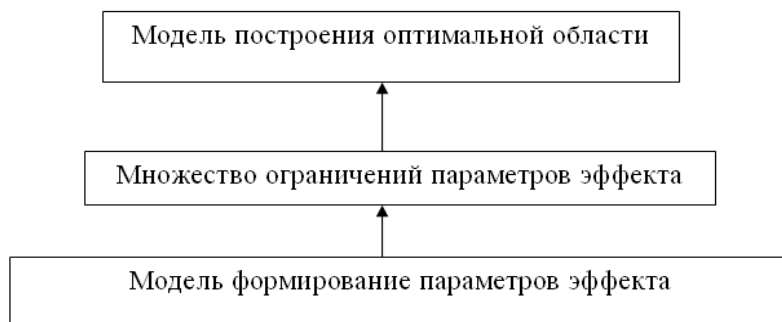 Модель построения оптимальной области
Множество ограничений параметров эффекта
Модель формирование параметров эффекта